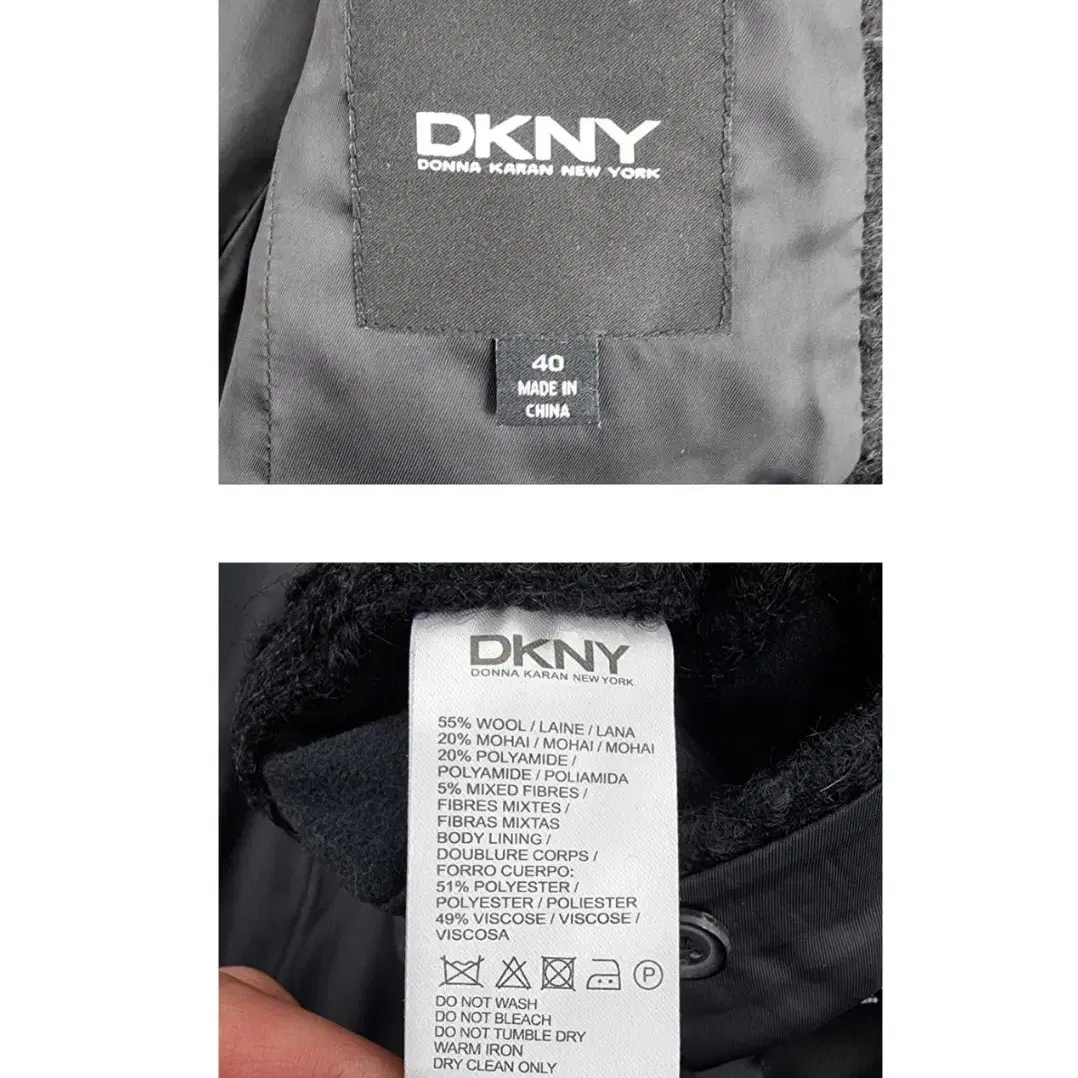 DKNY
DONNA KARAN NEW YORK
40
MADE IN
CHINA
DKNY
DONNA KARAN NEW YORK
55% WOOL / LAINE / LANA
20% MOHAI / MOHAI / MOHAI
20% POLYAMIDE /
POLYAMIDE / POLIAMIDA
5% MIXED FIBRES /
FIBRES MIXTES /
FIBRAS MIXTAS
BODY LINING /
DOUBLURE CORPS /
FORRO CUERPO:
51% POLYESTER /
POLYESTER / POLIESTER
49% VISCOSE / VISCOSE /
VISCOSA
P
DO NOT WASH
DO NOT BLEACH
DO NOT TUMBLE DRY
WARM IRON
DRY CLEAN ONLY